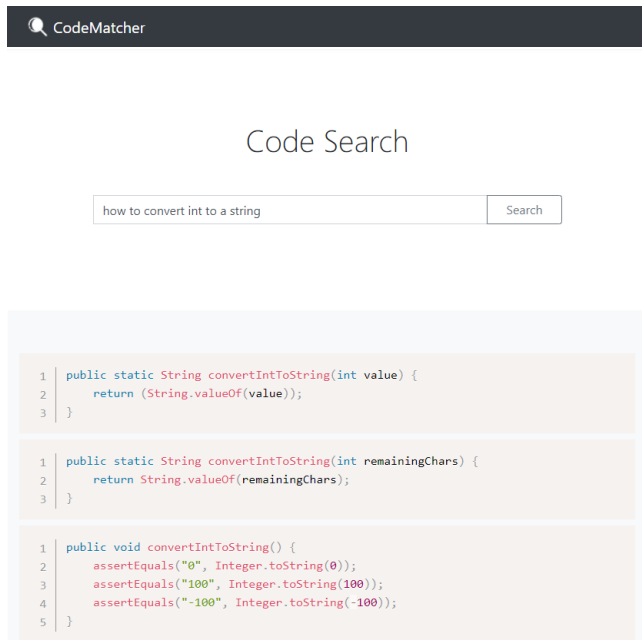 CodeMatcher
Code Search
how to convert int to a string
Search
1 public static String convertIntToString(int value) {
2     return (String.valueOf(value));
3 }
1 public static String convertIntToString(int remainingChars) {
2     return String.valueOf(remainingChars);
3 }
1 public void convertIntToString() {
2     assertEquals("0", Integer.toString(0));
3     assertEquals("100", Integer.toString(100));
4     assertEquals("-100", Integer.toString(-100));
5 }